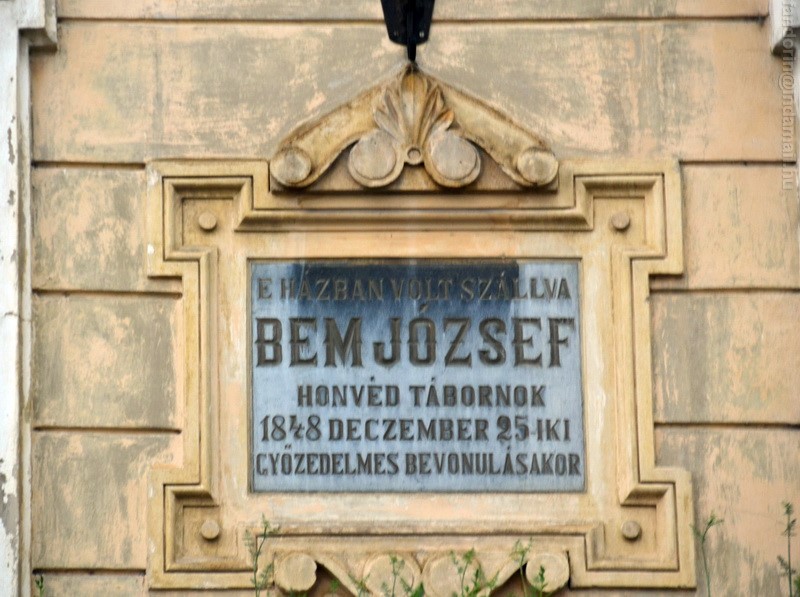 E HÁZBAN VOLT SZÁLLVA
BEM JÓZSEF
HONVÉD TÁBORNOK
1848 DECZEMBER 25-IKI
GYŐZEDELMES BEVONULÁSAKOR